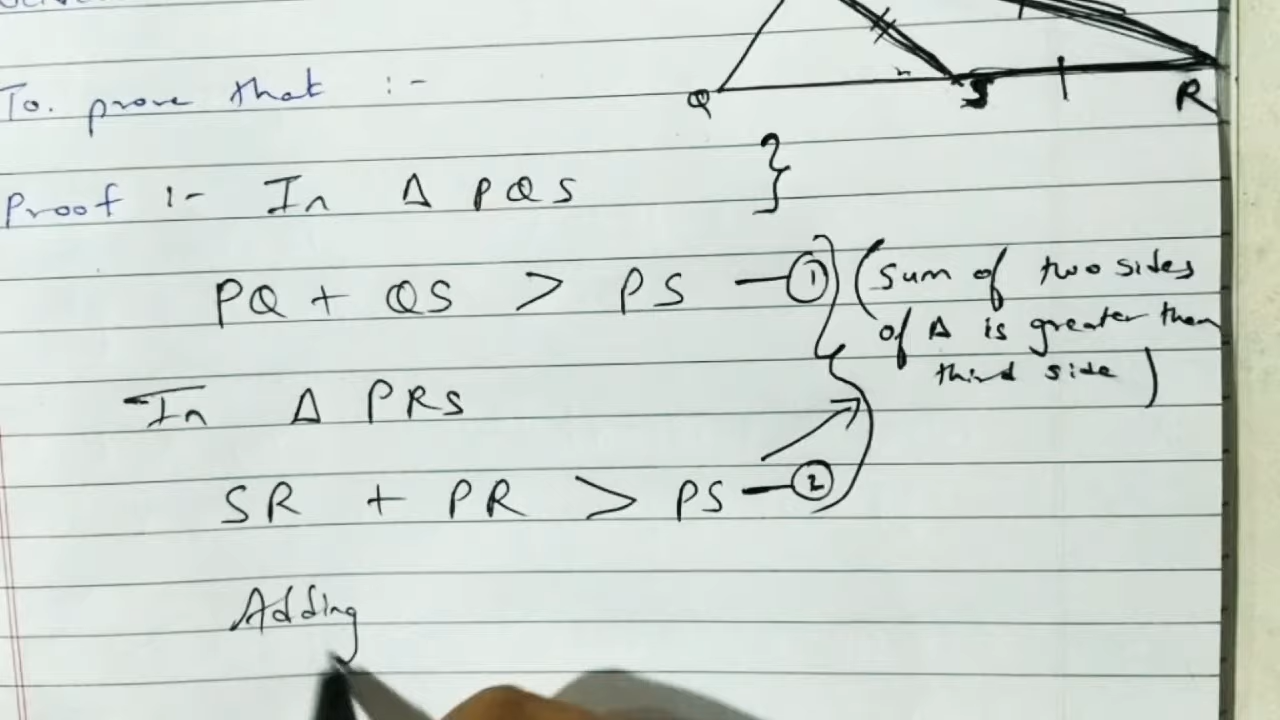 To. prove that :-
Q S R
Proof :- In Δ PQS }
PQ + QS > PS — ① (Sum of two sides
of Δ is greater than
third side)
In Δ PRS
SR + PR > PS — ②
Adding